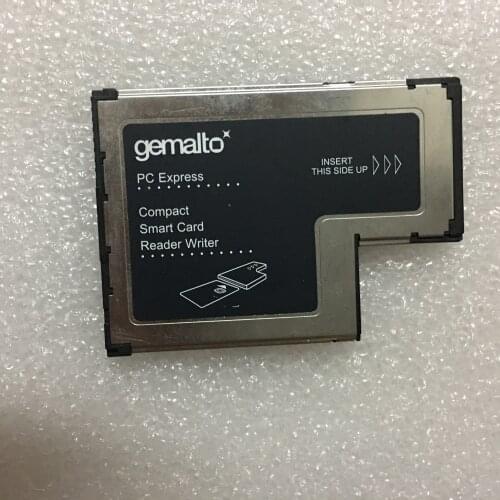 gemalto
PC Express
INSERT
THIS SIDE UP
Compact
Smart Card
Reader Writer